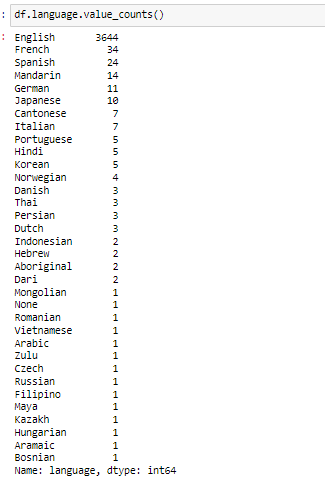 : df.language.value_counts()
: English 3644
French 34
Spanish 24
Mandarin 14
German 11
Japanese 10
Cantonese 7
Italian 7
Portuguese 5
Hindi 5
Korean 5
Norwegian 4
Danish 3
Thai 3
Persian 3
Dutch 3
Indonesian 2
Hebrew 2
Aboriginal 2
Dari 2
Mongolian 1
None 1
Romanian 1
Vietnamese 1
Arabic 1
Zulu 1
Czech 1
Russian 1
Filipino 1
Maya 1
Kazakh 1
Hungarian 1
Aramaic 1
Bosnian 1
Name: language, dtype: int64